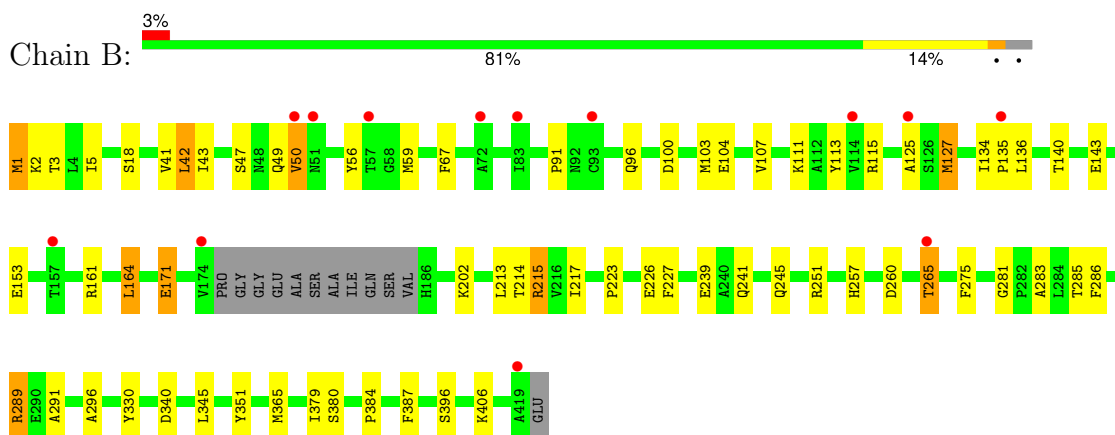 3%
Chain B:
81% 14% • •
M1 K2 T3 L4 I5 S18 V41 L42 I43 S47 N48 Q49 V50 N51 Y56 T57 G58 M59 F67 A72 I83 P91 N92 C93 Q96 D100 M103 E104 V107 K111 A112 Y113 V114 R115 A125 S126 M127 I134 P135 L136 T140 E143
E153 T157 R161 L164 E171 V174 PRO GLY GLY GLU ALA SER ALA ILE GLN SER VAL H186 K202 L213 T214 R215 V216 I217 P223 E226 F227 E239 A240 Q241 Q245 R251 H257 D260 T265 F275 G281 P282 A283 L284 T285 F286
R289 E290 A291 A296 Y330 D340 L345 Y351 M365 I379 S380 P384 F387 S396 K406 A419 GLU